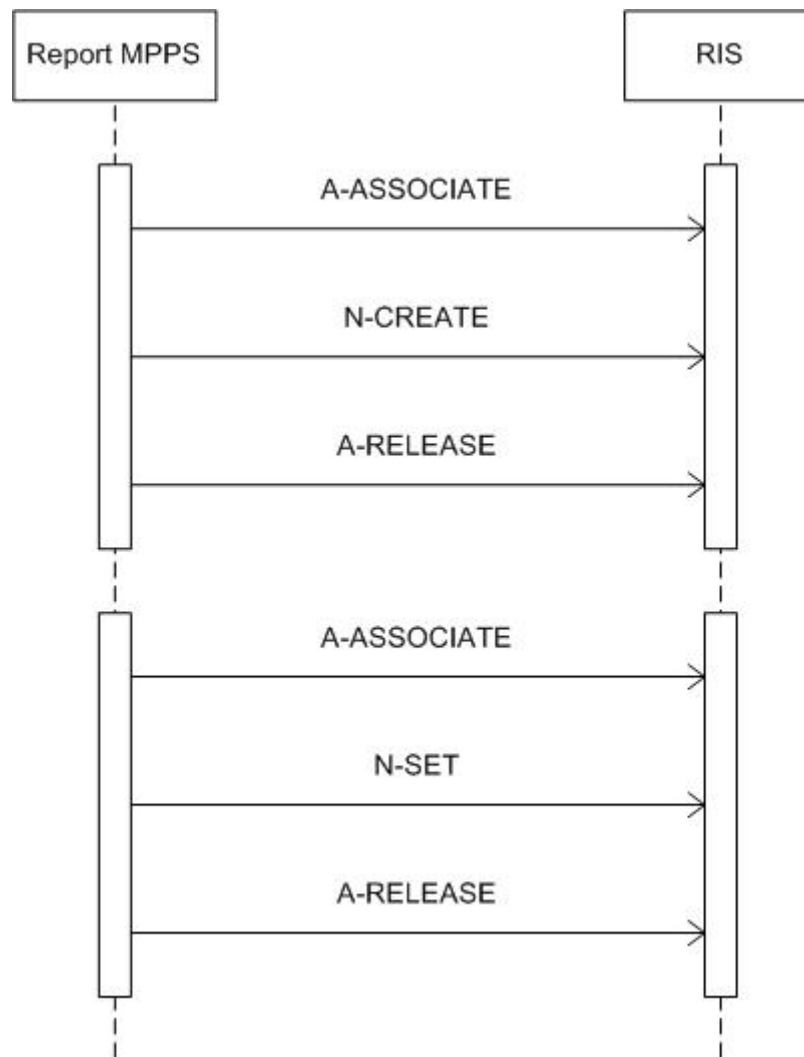 Report MPPS
RIS
A-ASSOCIATE
N-CREATE
A-RELEASE
A-ASSOCIATE
N-SET
A-RELEASE